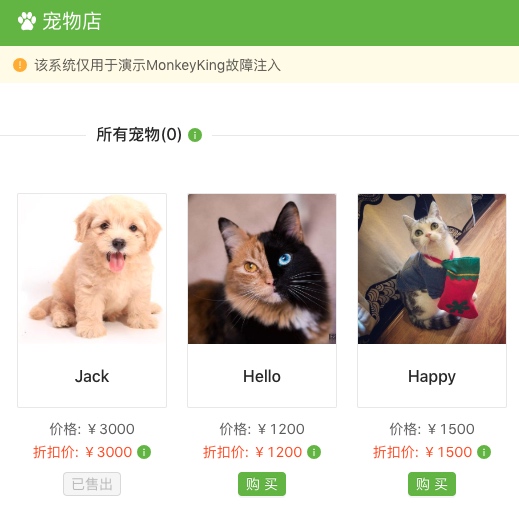 宠物店
该系统仅用于演示MonkeyKing故障注入
所有宠物(0)
Jack
Hello
Happy
价格: ￥3000
价格: ￥1200
价格: ￥1500
折扣价: ￥3000
折扣价: ￥1200
折扣价: ￥1500
已售出
购 买
购 买